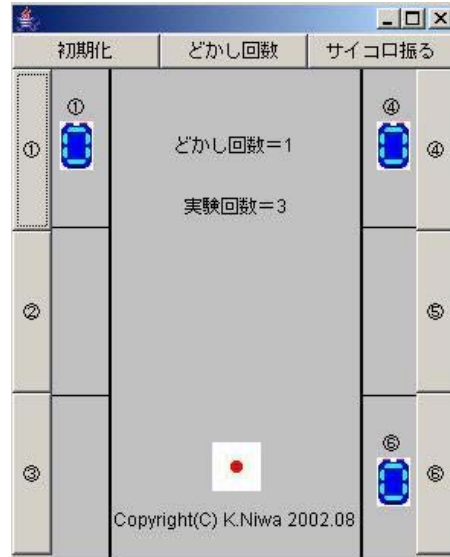 初期化 どかし回数 サイコロ振る
① ① ④ ④
どかし回数＝1
実験回数＝3
② ⑤
⑥
③ ⑥
Copyright(C) K.Niwa 2002.08